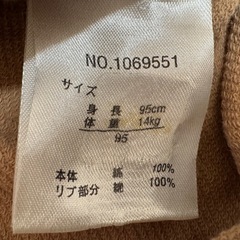 NO.1069551
サイズ
身長 95cm
体重 14kg
95
本体 綿 100%
リブ部分 綿 100%